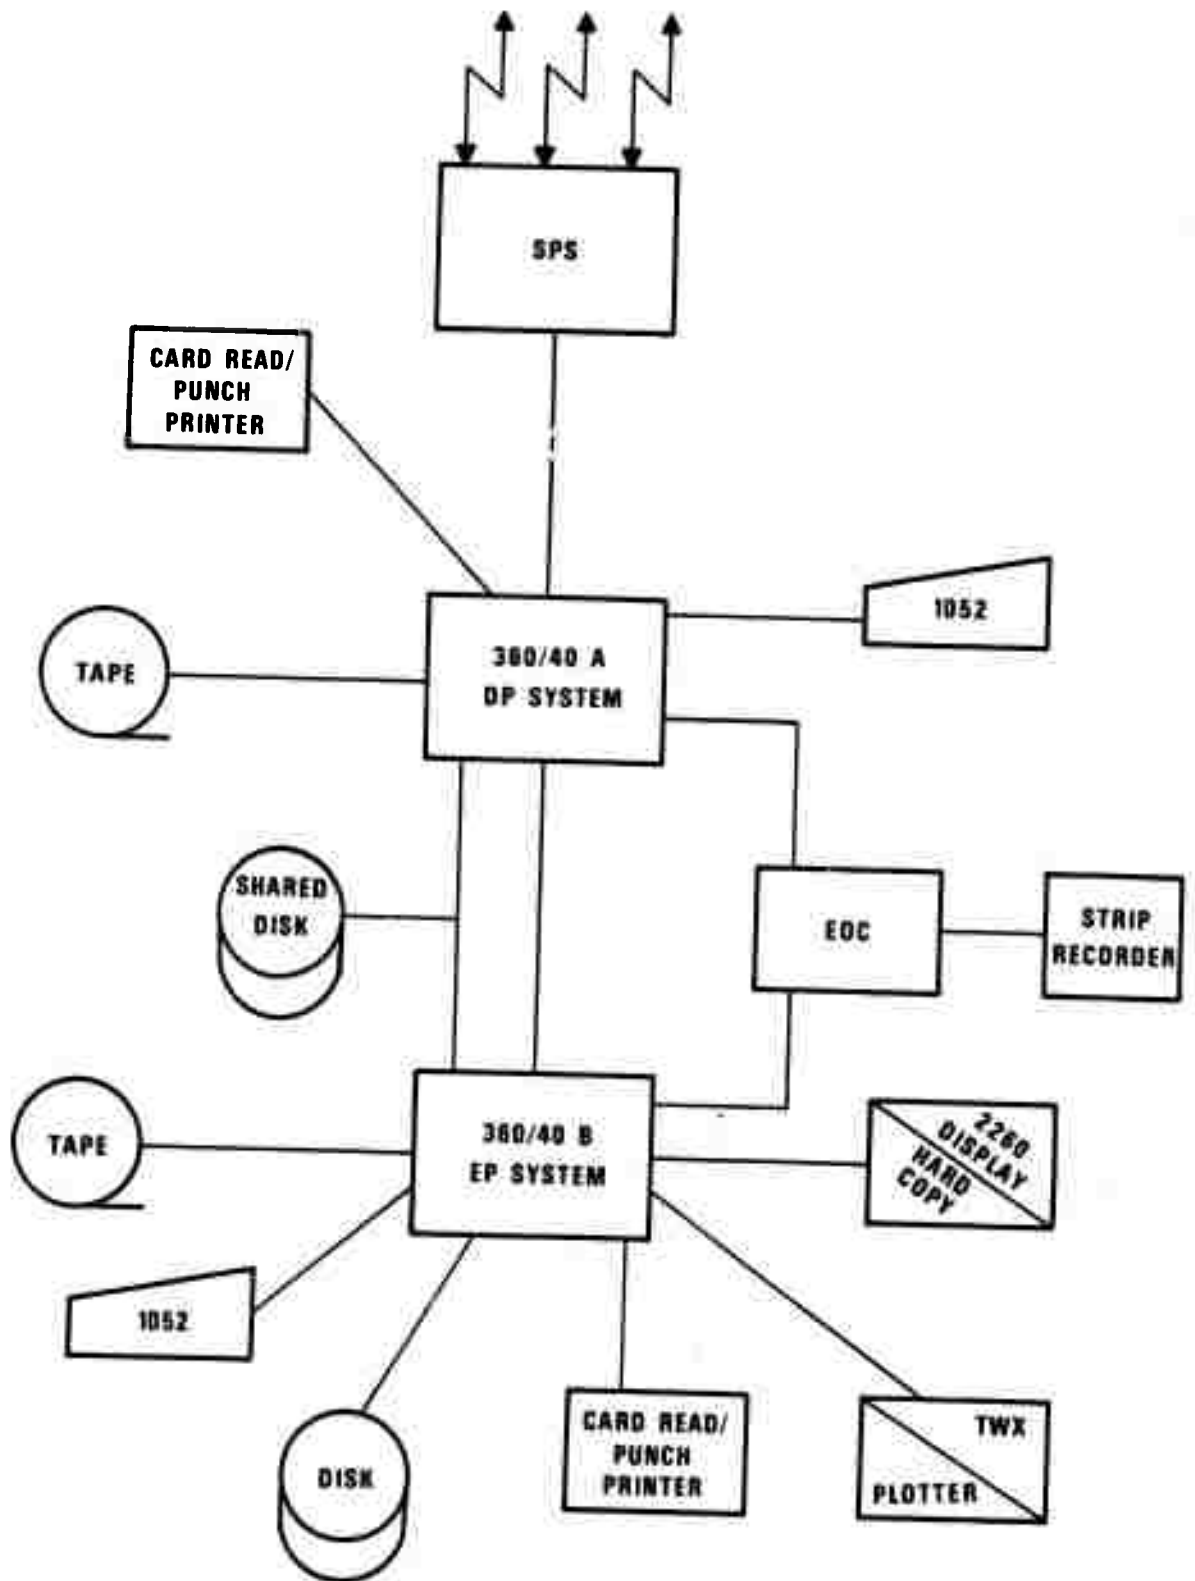 SPS
CARD READ/
PUNCH
PRINTER
1052
360/40 A
DP SYSTEM
TAPE
SHARED
DISK
EOC
STRIP
RECORDER
TAPE
360/40 B
EP SYSTEM
2260
DISPLAY
HARD
COPY
1052
DISK
CARD READ/
PUNCH
PRINTER
TWX
PLOTTER